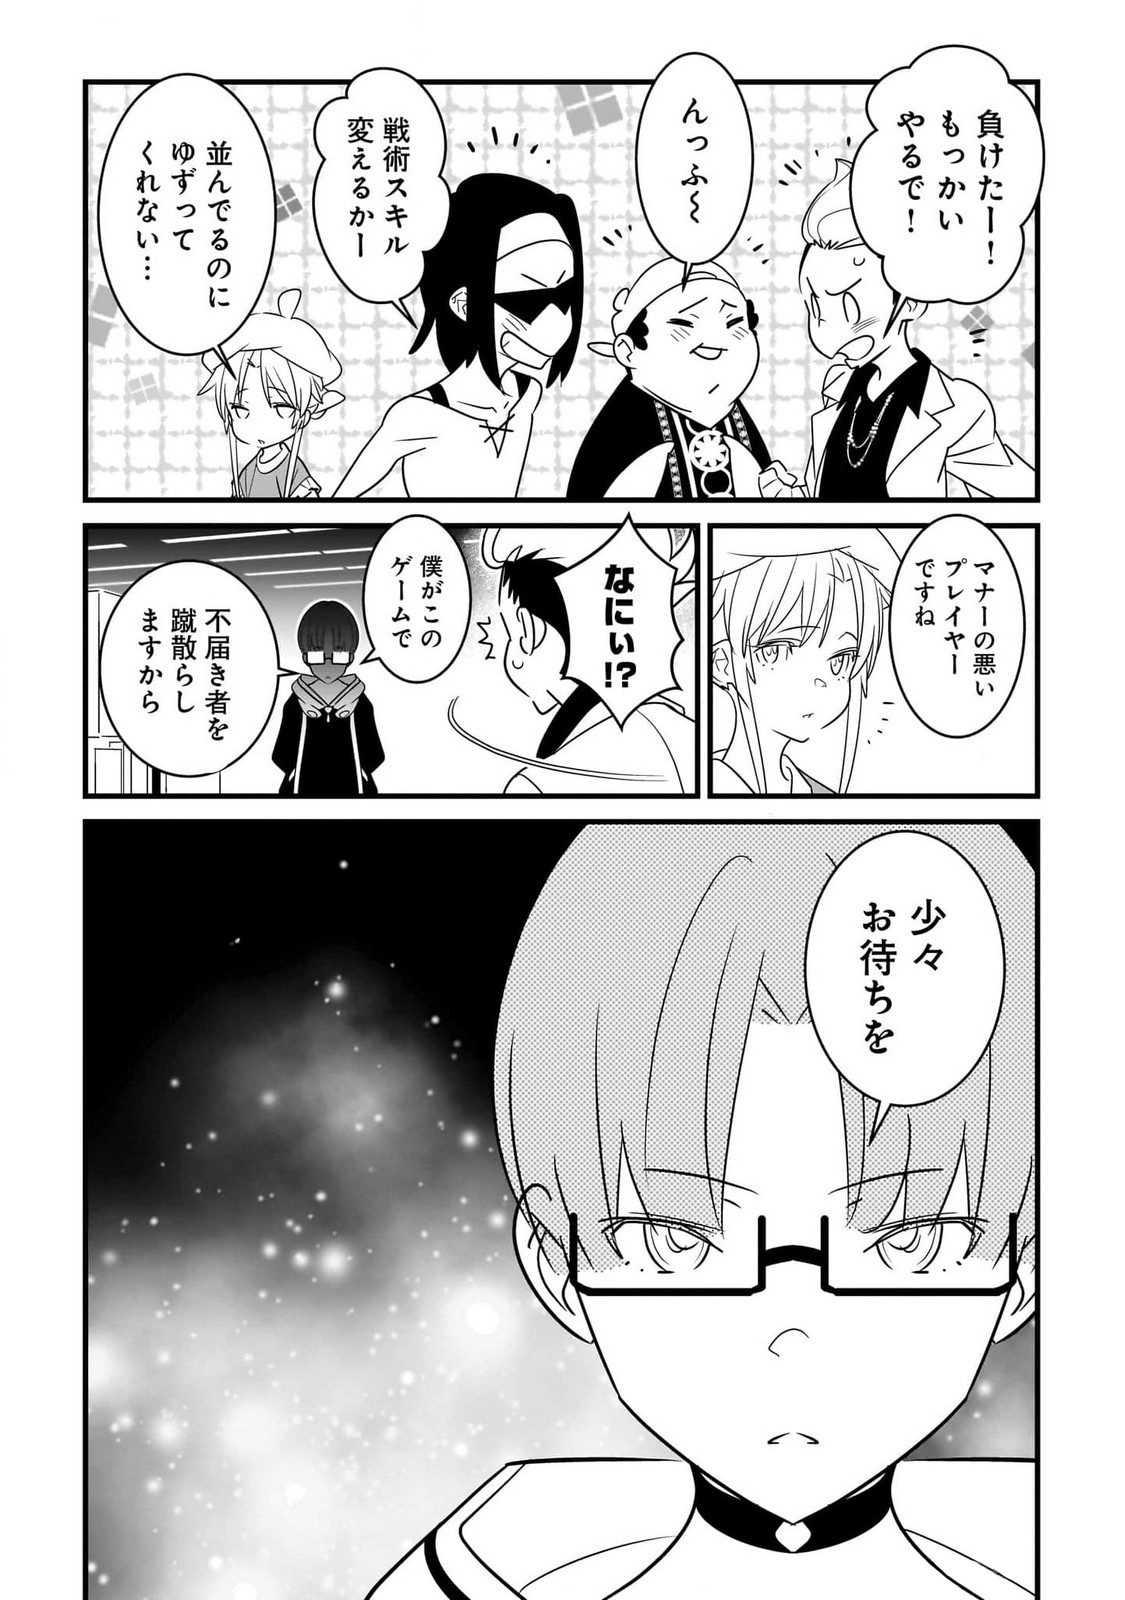 負けたー！
もっかい
やるで！
んっふ〜
戦術スキル
変えるかー
並んでるのに
ゆずって
くれない…
マナーの悪い
プレイヤー
ですね
なにぃ!?
僕がこの
ゲームで
不届き者を
蹴散らし
ますから
少々
お待ちを